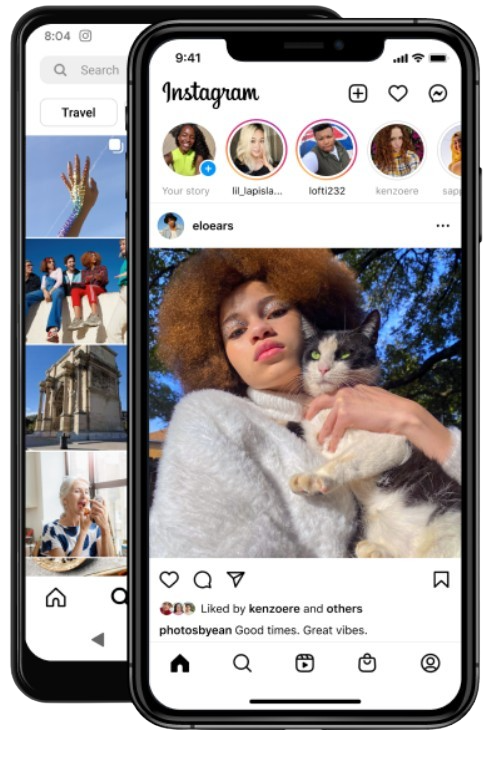 8:04
Search
Travel
9:41
Instagram
Your story
lil_lapisla...
lofti232
kenzoere
sapp
eloears
Liked by kenzoere and others
photosbyean Good times. Great vibes.